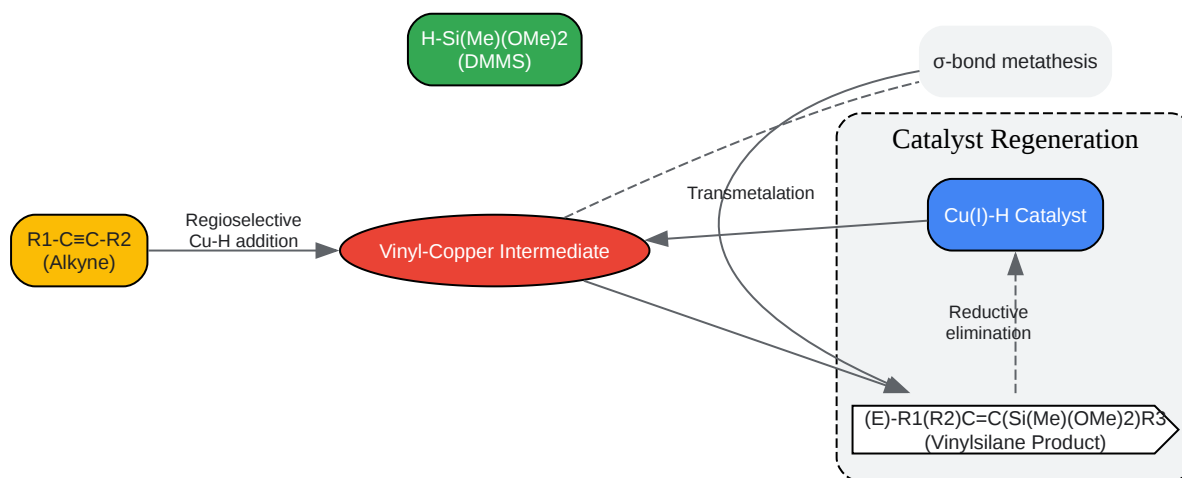 H-Si(Me)(OMe)2
(DMMS)
σ-bond metathesis
Catalyst Regeneration
Transmetalation
Cu(I)-H Catalyst
Regioselective
Cu-H addition
R1-C≡C-R2
(Alkyne)
Vinyl-Copper Intermediate
Reductive
elimination
(E)-R1(R2)C=C(Si(Me)(OMe)2)R3
(Vinylsilane Product)